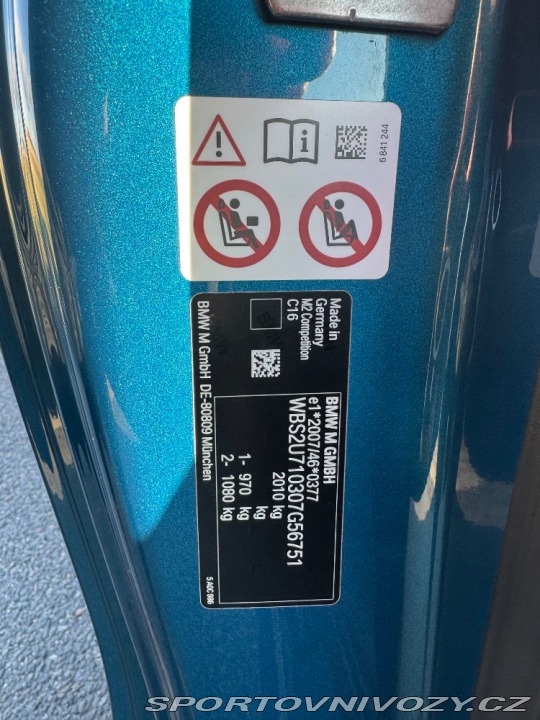 6 841 244
BMW M GMBH
e1*2007/46*0377
WBS2U710307G56751
2010 kg
kg
1- 970 kg
2- 1080 kg
Made in
Germany
M2 Competition
C16
BMW M GmbH DE-80809 München
SPORTOVNIVOZY.CZ